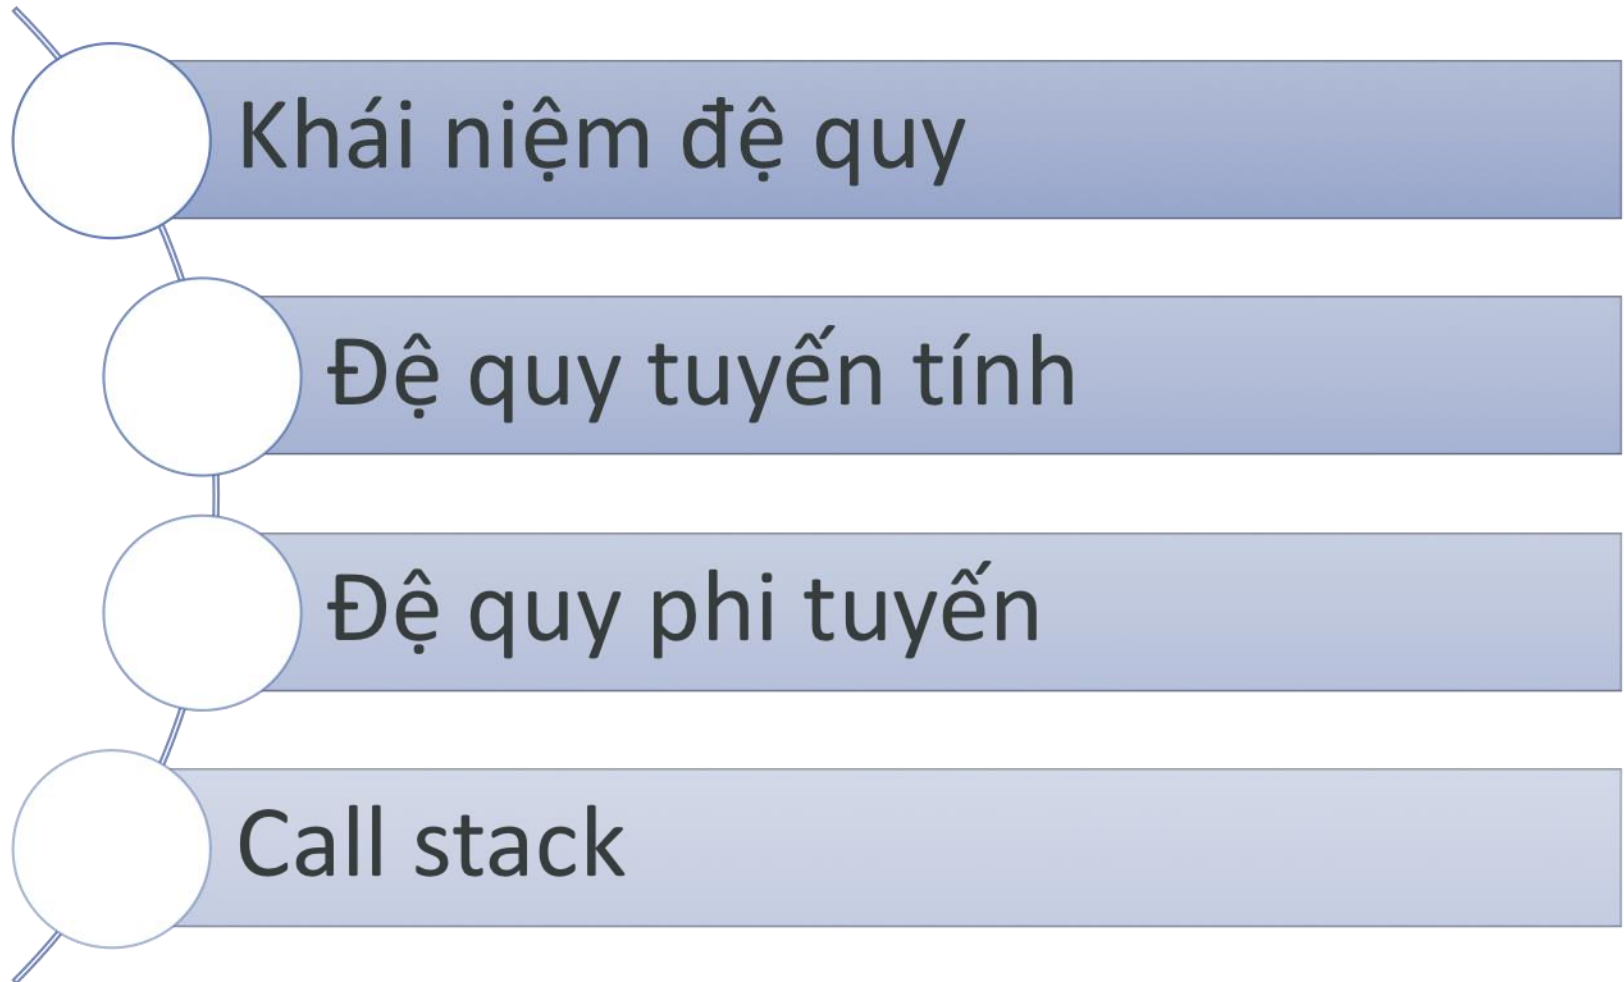 Khái niệm đệ quy
Đệ quy tuyến tính
Đệ quy phi tuyến
Call stack